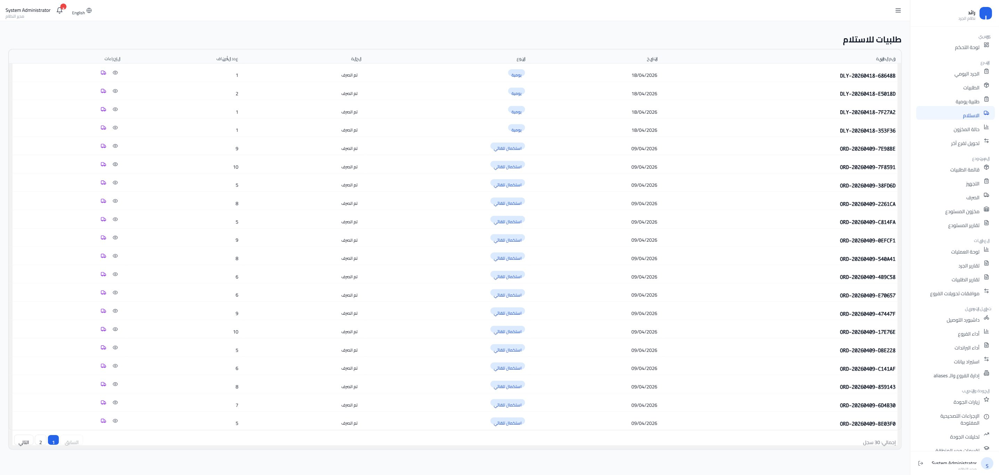 رائد
نظام الجرد
English
System Administrator
مدير النظام
لوحة التحكم
الجرد اليومي
الطلبيات
طلبية يومية
الاستلام
حالة المخزون
تحويل لفرع آخر
المستودع
قائمة الطلبيات
التجهيز
الصرف
مخزون المستودع
تقارير المستودع
العمليات
لوحة العمليات
تقارير الجرد
تقارير الطلبيات
موافقات تحويلات الفروع
داشبورد التوصيل
أداء الفروع
أداء البراندات
استيراد بيانات
إدارة الفروع والـ aliases
الجودة والتدريب
زيارات الجودة
الإجراءات التصحيحية
المفتوحة
تحليلات الجودة
تقييمات مدير المنطقة
S
System Administrator
مدير النظام
طلبيات للاستلام
رقم الطلبية التاريخ النوع الحالة عدد الأصناف الإجراءات
DLY-20260418-68648B 18/04/2026 يومية تم الصرف 1
DLY-20260418-E5018D 18/04/2026 يومية تم الصرف 2
DLY-20260418-7F27A2 18/04/2026 يومية تم الصرف 1
DLY-20260418-353F36 18/04/2026 يومية تم الصرف 1
ORD-20260409-7E98BE 09/04/2026 استكمال تلقائي تم الصرف 9
ORD-20260409-7F8591 09/04/2026 استكمال تلقائي تم الصرف 10
ORD-20260409-38FD6D 09/04/2026 استكمال تلقائي تم الصرف 5
ORD-20260409-2261CA 09/04/2026 استكمال تلقائي تم الصرف 8
ORD-20260409-C814FA 09/04/2026 استكمال تلقائي تم الصرف 5
ORD-20260409-0EFCF1 09/04/2026 استكمال تلقائي تم الصرف 9
ORD-20260409-540A41 09/04/2026 استكمال تلقائي تم الصرف 8
ORD-20260409-4B9C58 09/04/2026 استكمال تلقائي تم الصرف 6
ORD-20260409-E70657 09/04/2026 استكمال تلقائي تم الصرف 6
ORD-20260409-47447F 09/04/2026 استكمال تلقائي تم الصرف 9
ORD-20260409-17E76E 09/04/2026 استكمال تلقائي تم الصرف 10
ORD-20260409-DBE228 09/04/2026 استكمال تلقائي تم الصرف 5
ORD-20260409-C141AF 09/04/2026 استكمال تلقائي تم الصرف 6
ORD-20260409-859143 09/04/2026 استكمال تلقائي تم الصرف 8
ORD-20260409-6D4B30 09/04/2026 استكمال تلقائي تم الصرف 7
ORD-20260409-BE03F0 09/04/2026 استكمال تلقائي تم الصرف 5
إجمالي: 30 سجل
السابق 1 2 التالي